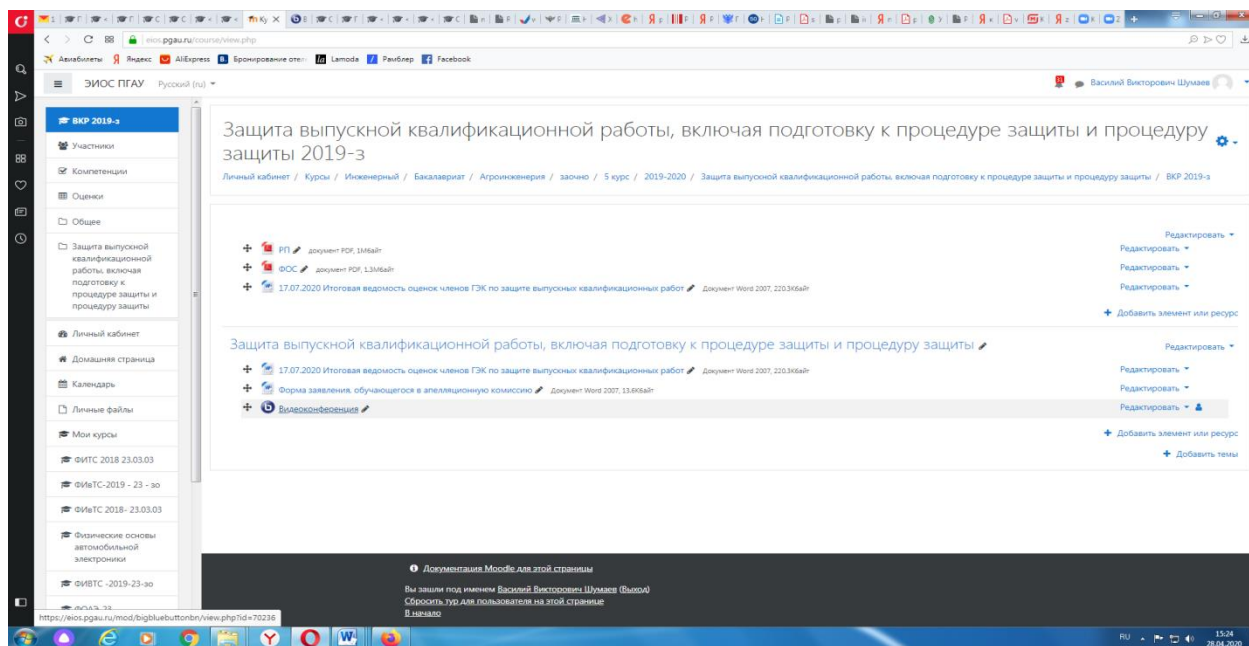 eios.pgau.ru/course/view.php
Авиабилеты Яндекс AliExpress Бронирование отел Lamoda Рамблер Facebook
ЭИОС ПГАУ Русский (ru)
Василий Викторович Шумаев
ВКР 2019-з
Участники
Компетенции
Оценки
Общее
Защита выпускной
квалификационной
работы, включая
подготовку к
процедуре защиты и
процедуру защиты
Личный кабинет
Домашняя страница
Календарь
Личные файлы
Мои курсы
ФИТС 2018 23.03.03
ФИвТС-2019 - 23 - зо
ФИвТС 2018- 23.03.03
Физические основы
автомобильной
электроники
ФИВТС -2019-23-зо
Защита выпускной квалификационной работы, включая подготовку к процедуре защиты и процедуру
защиты 2019-з
Личный кабинет / Курсы / Инженерный / Бакалавриат / Агроинженерия / заочно / 5 курс / 2019-2020 / Защита выпускной квалификационной работы, включая подготовку к процедуре защиты и процедуру защиты / ВКР 2019-з
Редактировать
РП документ PDF, 1Мбайт Редактировать
ФОС документ PDF, 1.3Мбайт Редактировать
17.07.2020 Итоговая ведомость оценок членов ГЭК по защите выпускных квалификационных работ Документ Word 2007, 220.3Кбайт Редактировать
Добавить элемент или ресурс
Защита выпускной квалификационной работы, включая подготовку к процедуре защиты и процедуру защиты Редактировать
17.07.2020 Итоговая ведомость оценок членов ГЭК по защите выпускных квалификационных работ Документ Word 2007, 220.3Кбайт Редактировать
Форма заявления, обучающегося в апелляционную комиссию Документ Word 2007, 13.6Кбайт Редактировать
Видеоконференция Редактировать
Добавить элемент или ресурс
Добавить темы
Документация Moodle для этой страницы
Вы зашли под именем Василий Викторович Шумаев (Выход)
Сбросить тур для пользователя на этой странице
В начало
https://eios.pgau.ru/mod/bigbluebuttonbn/view.php?id=70236
RU 15:24
28.04.2020